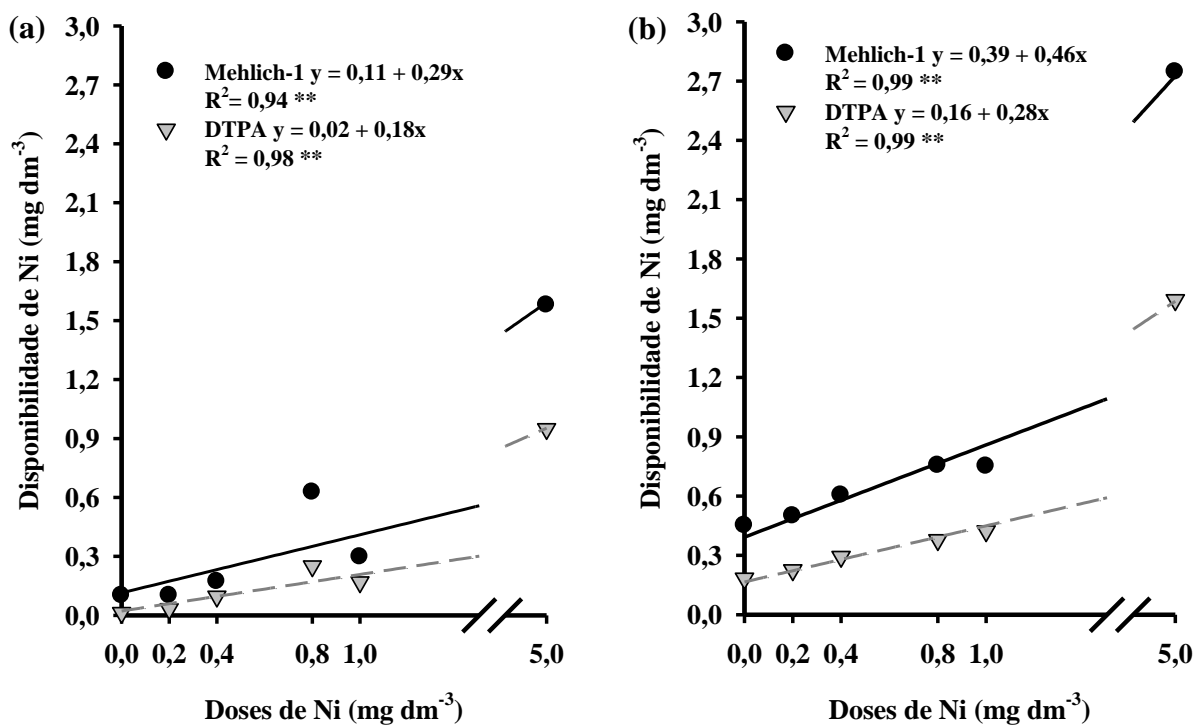 (a)
Disponibilidade de Ni (mg dm-3)
3,0
2,7
2,4
2,1
1,8
1,5
1,2
0,9
0,6
0,3
0,0
Mehlich-1 y = 0,11 + 0,29x
R2= 0,94 **
DTPA y = 0,02 + 0,18x
R2 = 0,98 **
0,0 0,2 0,4 0,8 1,0 5,0
Doses de Ni (mg dm-3)
(b)
Disponibilidade de Ni (mg dm-3)
3,0
2,7
2,4
2,1
1,8
1,5
1,2
0,9
0,6
0,3
0,0
Mehlich-1 y = 0,39 + 0,46x
R2 = 0,99 **
DTPA y = 0,16 + 0,28x
R2 = 0,99 **
0,0 0,2 0,4 0,8 1,0 5,0
Doses de Ni (mg dm-3)